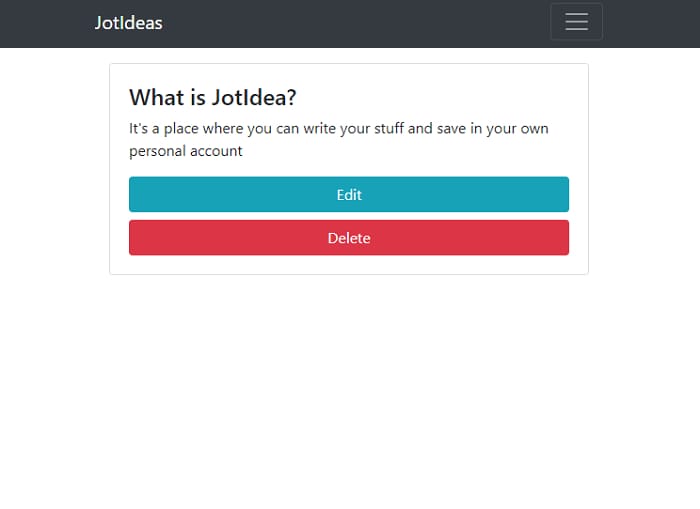 JotIdeas
What is JotIdea?
It's a place where you can write your stuff and save in your own
personal account
Edit
Delete